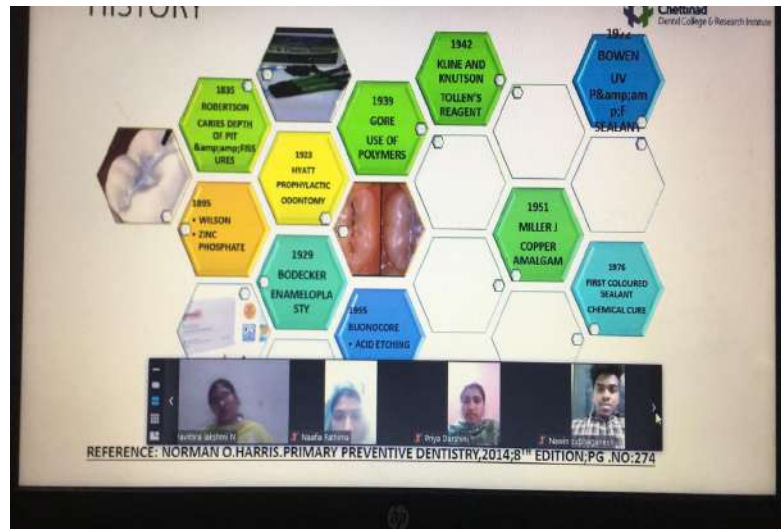 HISTORY
Chettinad
Dental College & Research Institute
1835
ROBERTSON
CARIES DEPTH
OF PIT
&amp;amp;FISS
URES
1895
• WILSON
• ZINC
PHOSPHATE
1923
HYATT
PROPHYLACTIC
ODONTOMY
1929
BODECKER
ENAMELOPLA
STY
1939
GORE
USE OF
POLYMERS
1955
BUONOCORE
• ACID ETCHING
1942
KLINE AND
KNUTSON
TOLLEN'S
REAGENT
1951
MILLER J
COPPER
AMALGAM
BOWEN
UV
P&amp;am
p;F
SEALANT
1976
FIRST COLOURED
SEALANT
CHEMICAL CURE
lakshmi N
Naafia Fathima
Priya Darshini
REFERENCE: NORMAN O.HARRIS.PRIMARY PREVENTIVE DENTISTRY,2014;8TH EDITION;PG .NO:274
hp